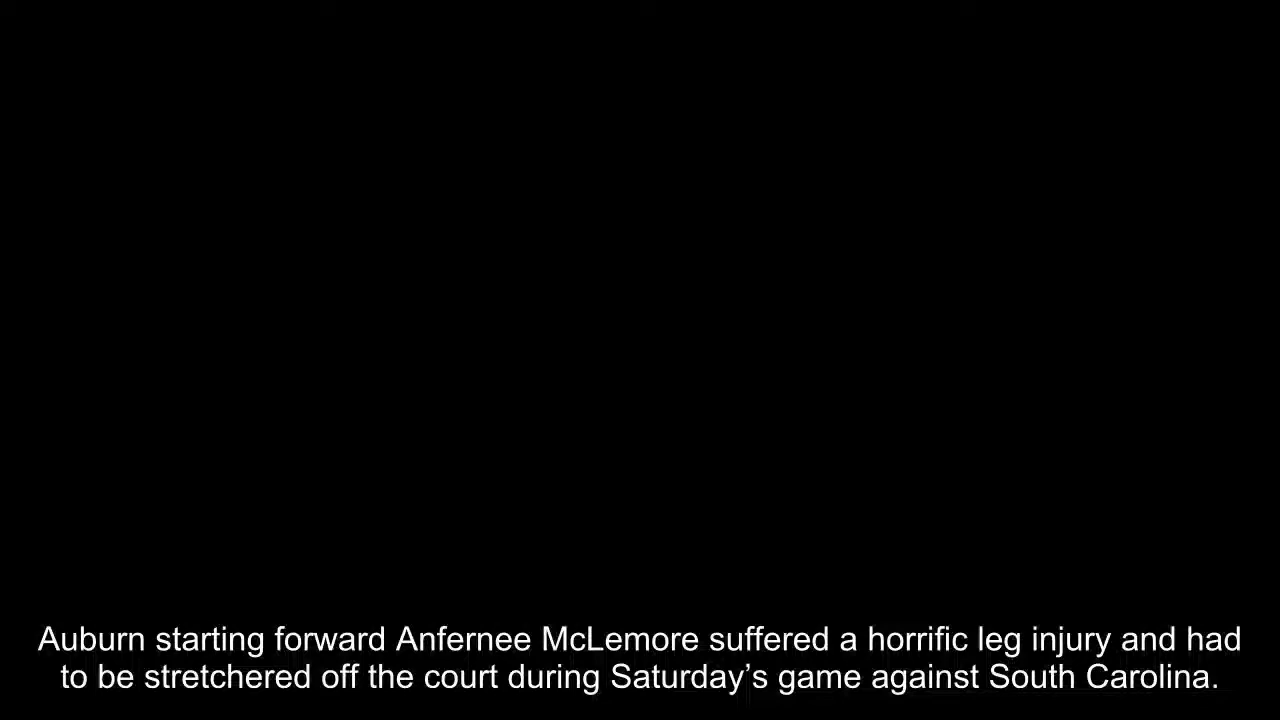 Auburn starting forward Anfernee McLemore suffered a horrific leg injury and had
to be stretchered off the court during Saturday’s game against South Carolina.